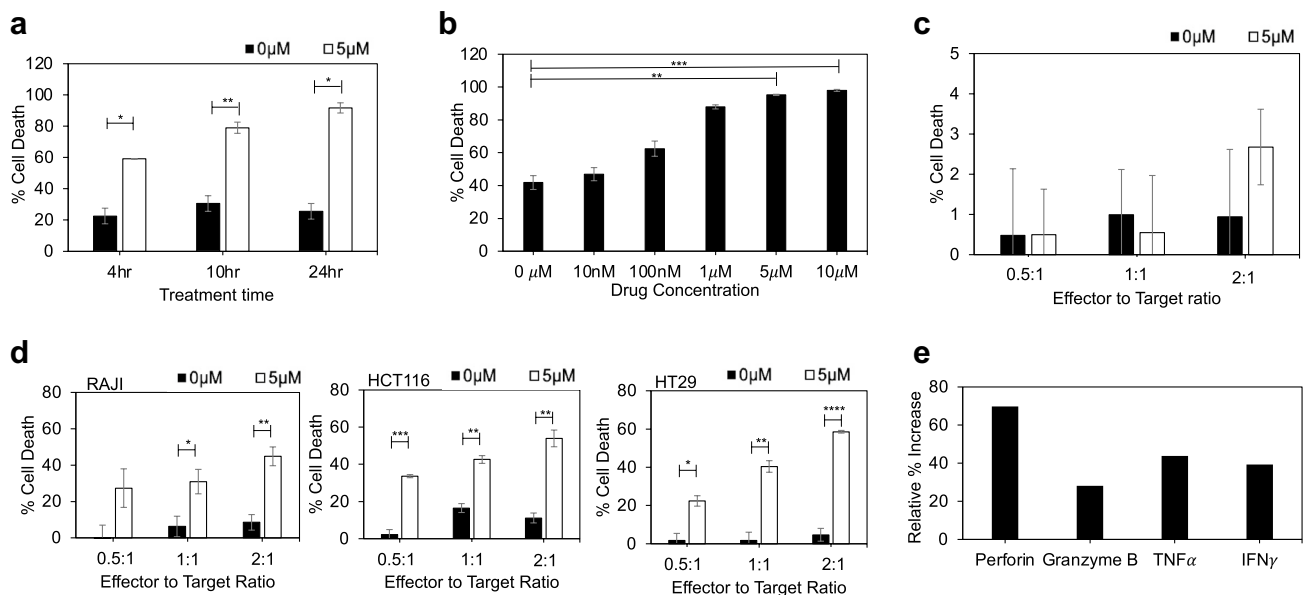 a
0μM 5μM
120
100
80
60
40
20
0
% Cell Death
* ** *
4hr 10hr 24hr
Treatment time
b
120
100
80
60
40
20
0
% Cell Death
***
**
0 μM 10nM 100nM 1μM 5μM 10μM
Drug Concentration
c
0μM 5μM
5
4
3
2
1
0
% Cell Death
0.5:1 1:1 2:1
Effector to Target ratio
d
RAJI
0μM 5μM
80
60
40
20
0
% Cell Death
* **
0.5:1 1:1 2:1
Effector to Target Ratio
HCT116
0μM 5μM
80
60
40
20
0
% Cell Death
*** ** **
0.5:1 1:1 2:1
Effector to Target Ratio
HT29
0μM 5μM
80
60
40
20
0
% Cell Death
* ** ****
0.5:1 1:1 2:1
Effector to Target Ratio
e
80
60
40
20
0
Relative % Increase
Perforin Granzyme B TNFα IFNγ